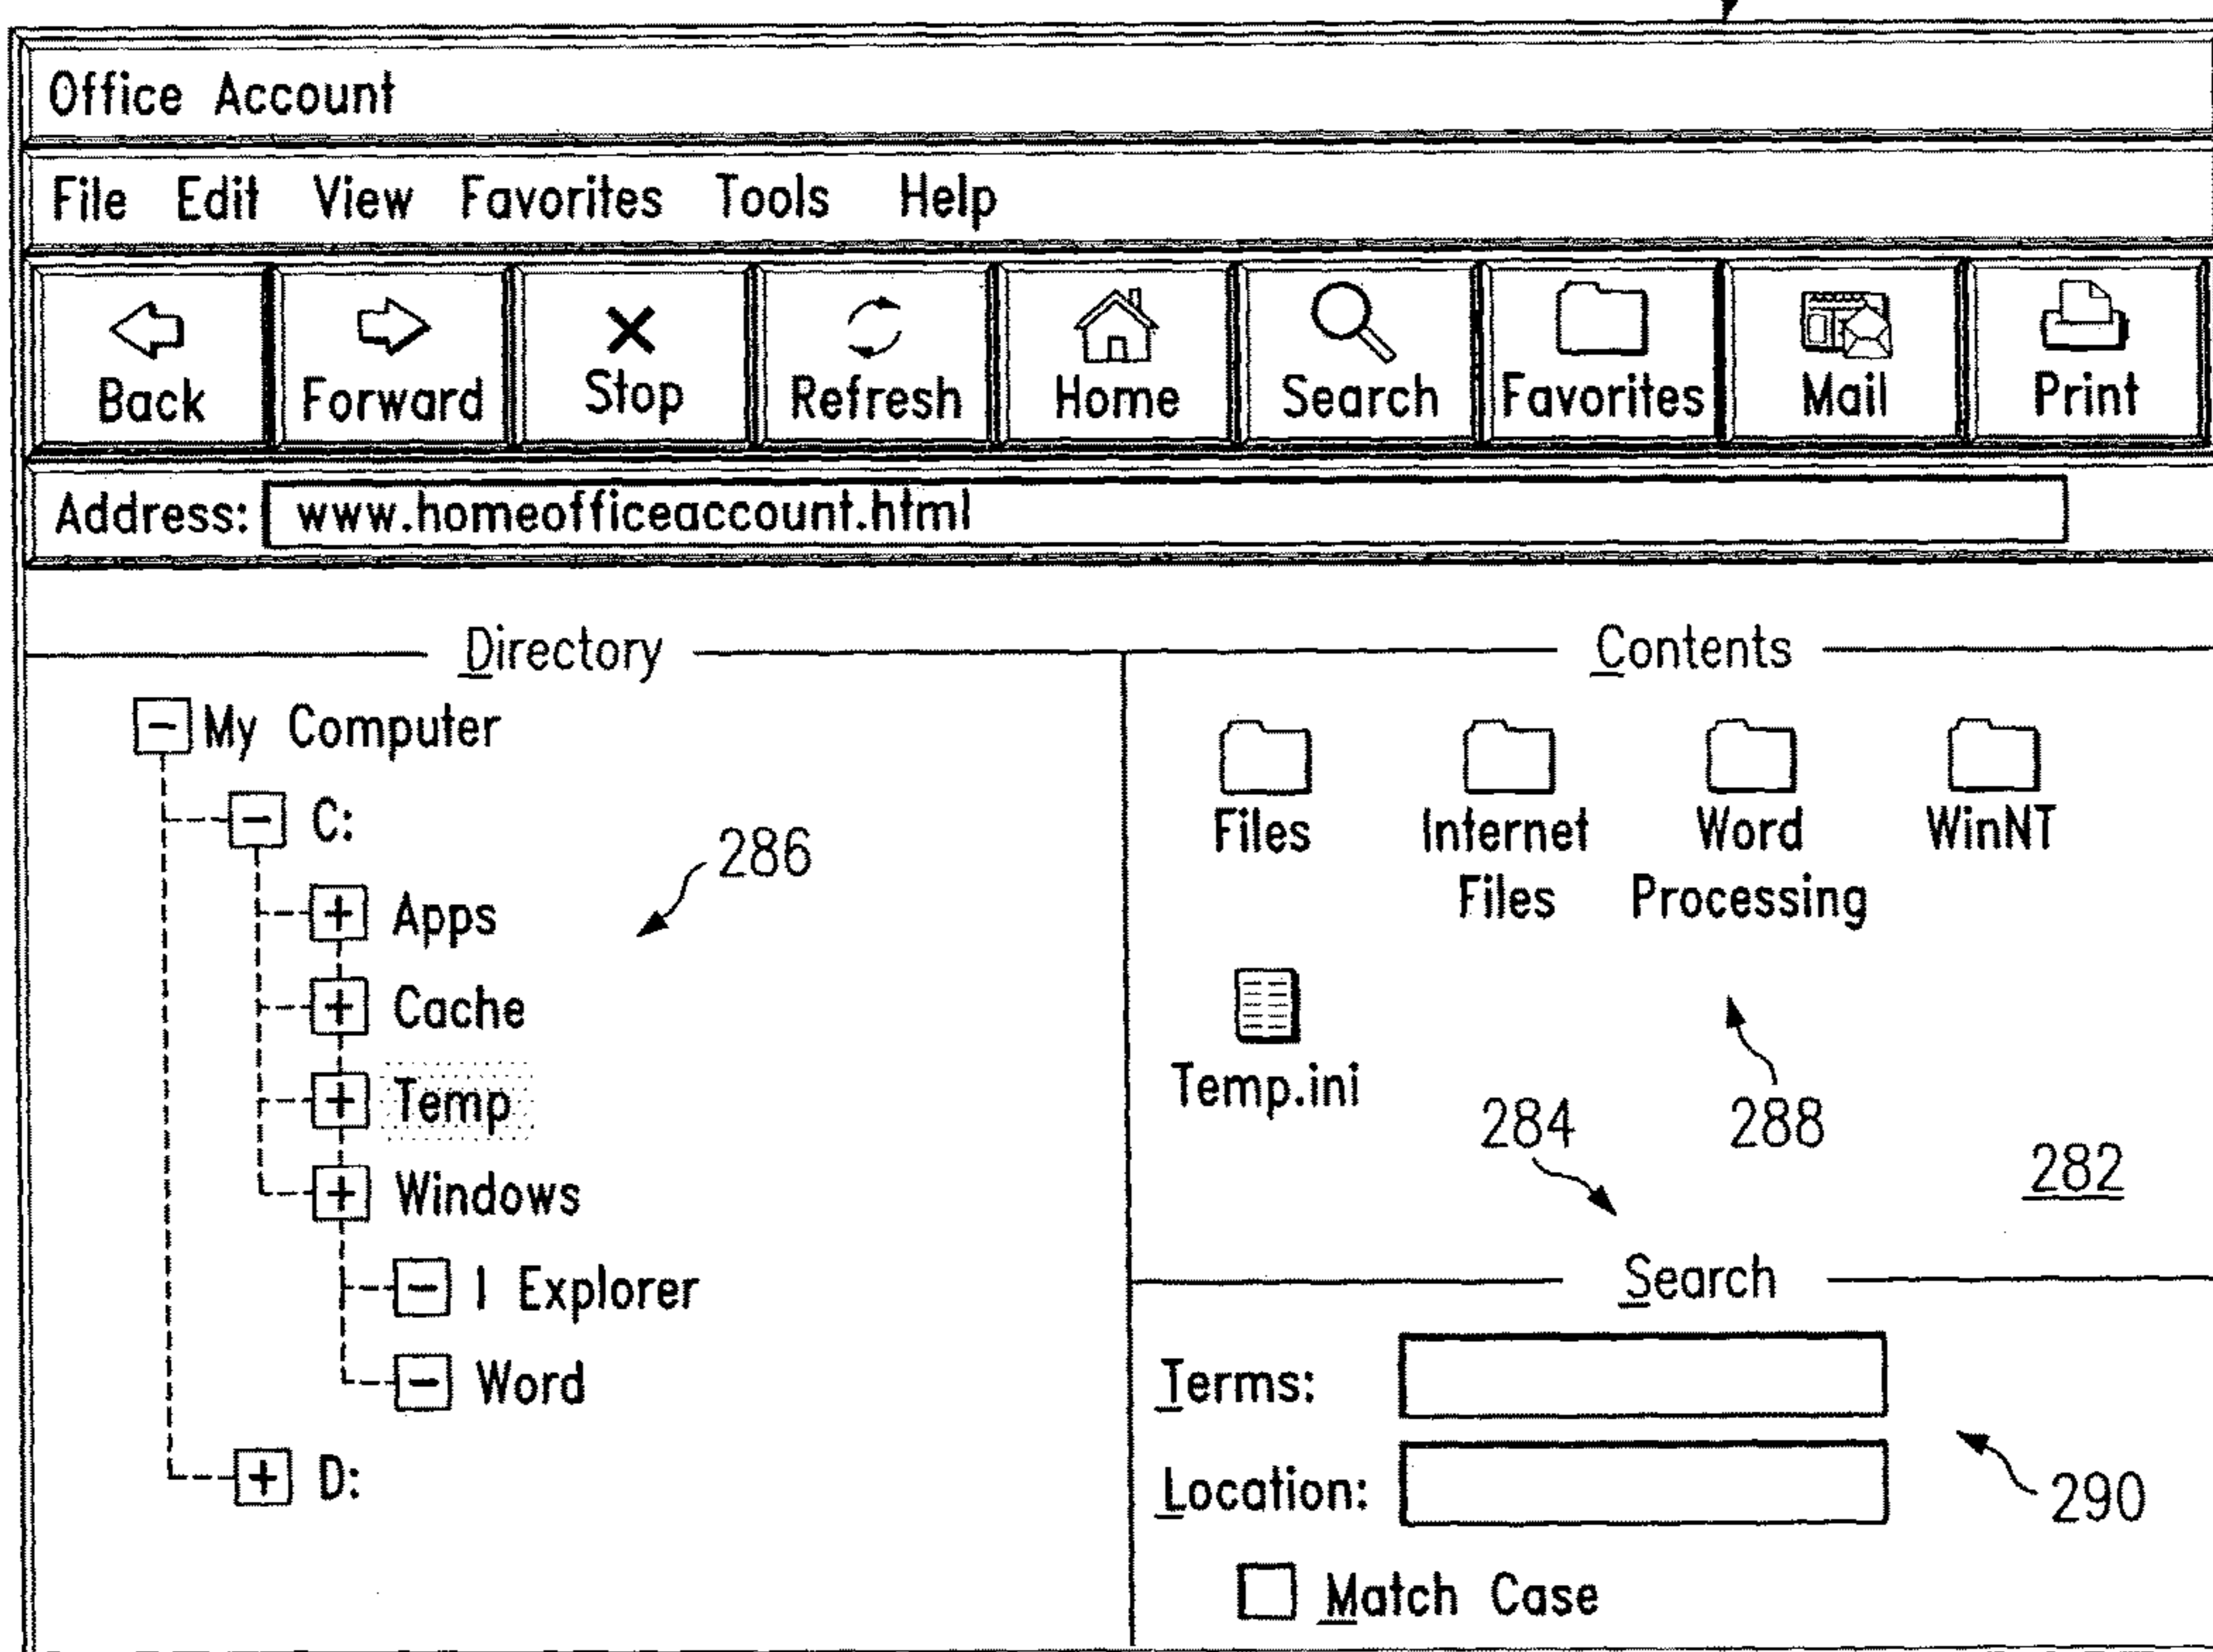 Office Account
File Edit View Favorites Tools Help
Back Forward Stop Refresh Home Search Favorites Mail Print
Address: www.homeofficeaccount.html
Directory
My Computer
C:
286
Apps
Cache
Temp
Windows
I Explorer
Word
D:
Contents
Files Internet Word WinNT
Files Processing
Temp.ini
284 288
282
Search
Terms:
Location:
290
Match Case